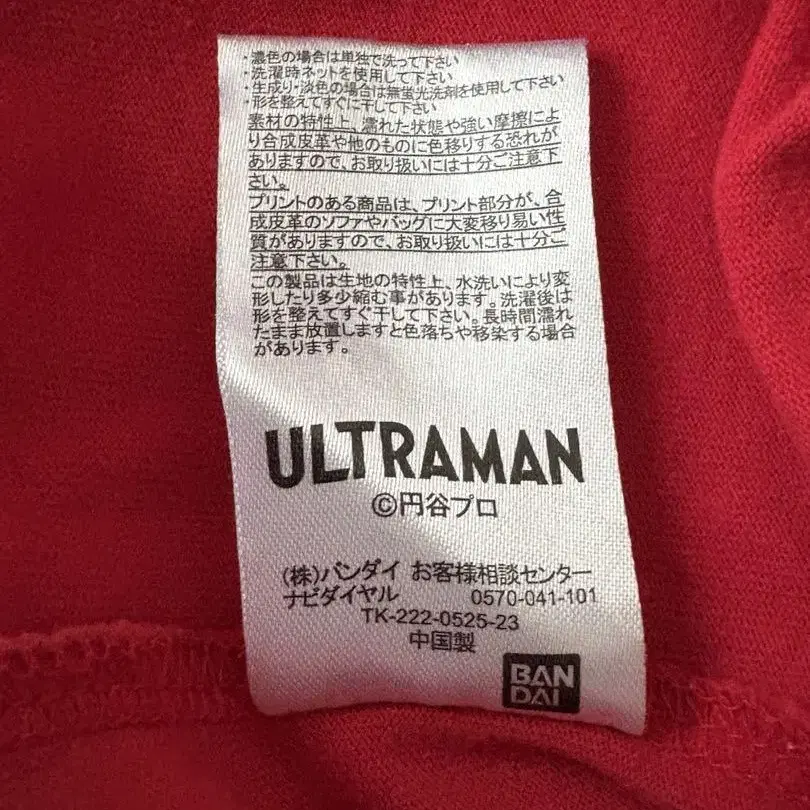 ・濃色の場合は単独で洗って下さい
・洗濯時ネットを使用して下さい
・生成り・淡色の場合は無蛍光洗剤を使用して下さい
・形を整えてすぐに干して下さい
素材の特性上、濡れた状態や強い摩擦によ
り合成皮革や他のものに色移りする恐れが
ありますので、お取り扱いには十分ご注意下
さい。
プリントのある商品は、プリント部分が、合
成皮革のソファやバッグに大変移り易い性
質がありますので、お取り扱いには十分ご
注意下さい。
この製品は生地の特性上、水洗いにより変
形したり多少縮む事があります。洗濯後は
形を整えてすぐ干して下さい。長時間濡れ
たまま放置しますと色落ちや移染する場合
があります。
ULTRAMAN
©円谷プロ
(株)バンダイ お客様相談センター
ナビダイヤル 0570-041-101
TK-222-0525-23
中国製
BAN
DAI